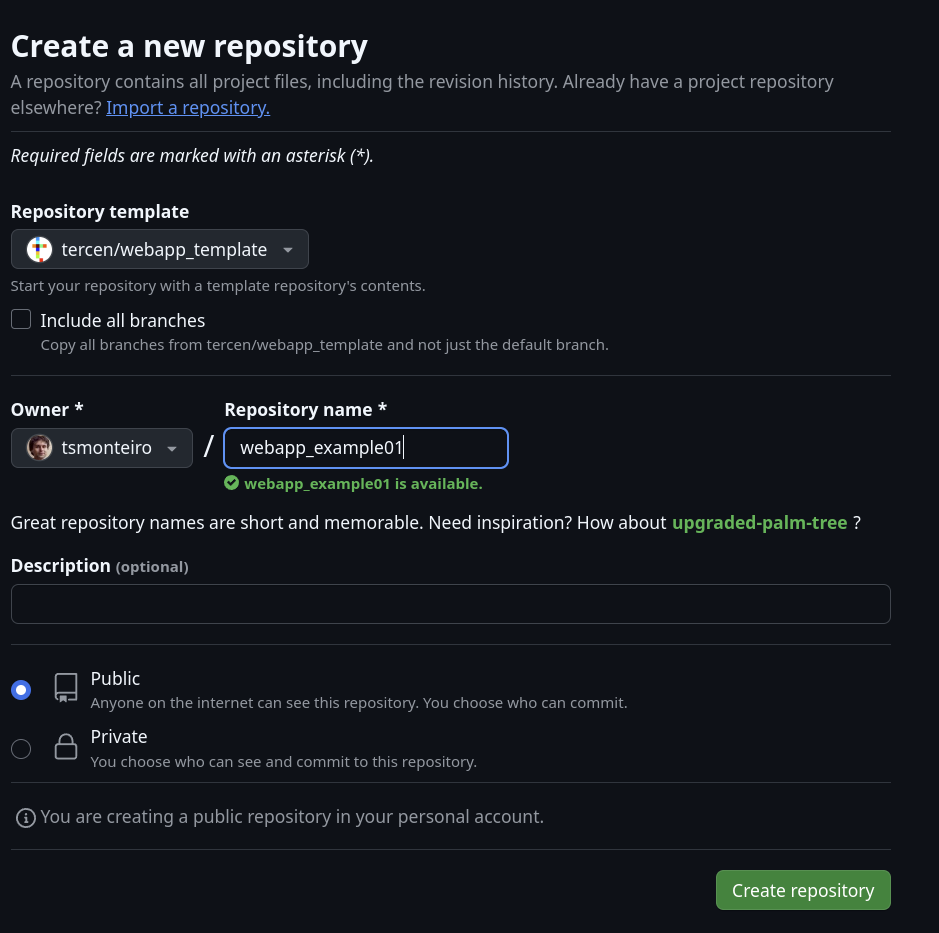 Create a new repository
A repository contains all project files, including the revision history. Already have a project repository
elsewhere? Import a repository.
Required fields are marked with an asterisk (*).
Repository template
tercen/webapp_template
Start your repository with a template repository's contents.
Include all branches
Copy all branches from tercen/webapp_template and not just the default branch.
Owner * Repository name *
tsmonteiro / webapp_example01
webapp_example01 is available.
Great repository names are short and memorable. Need inspiration? How about upgraded-palm-tree ?
Description (optional)
Public
Anyone on the internet can see this repository. You choose who can commit.
Private
You choose who can see and commit to this repository.
You are creating a public repository in your personal account.
Create repository